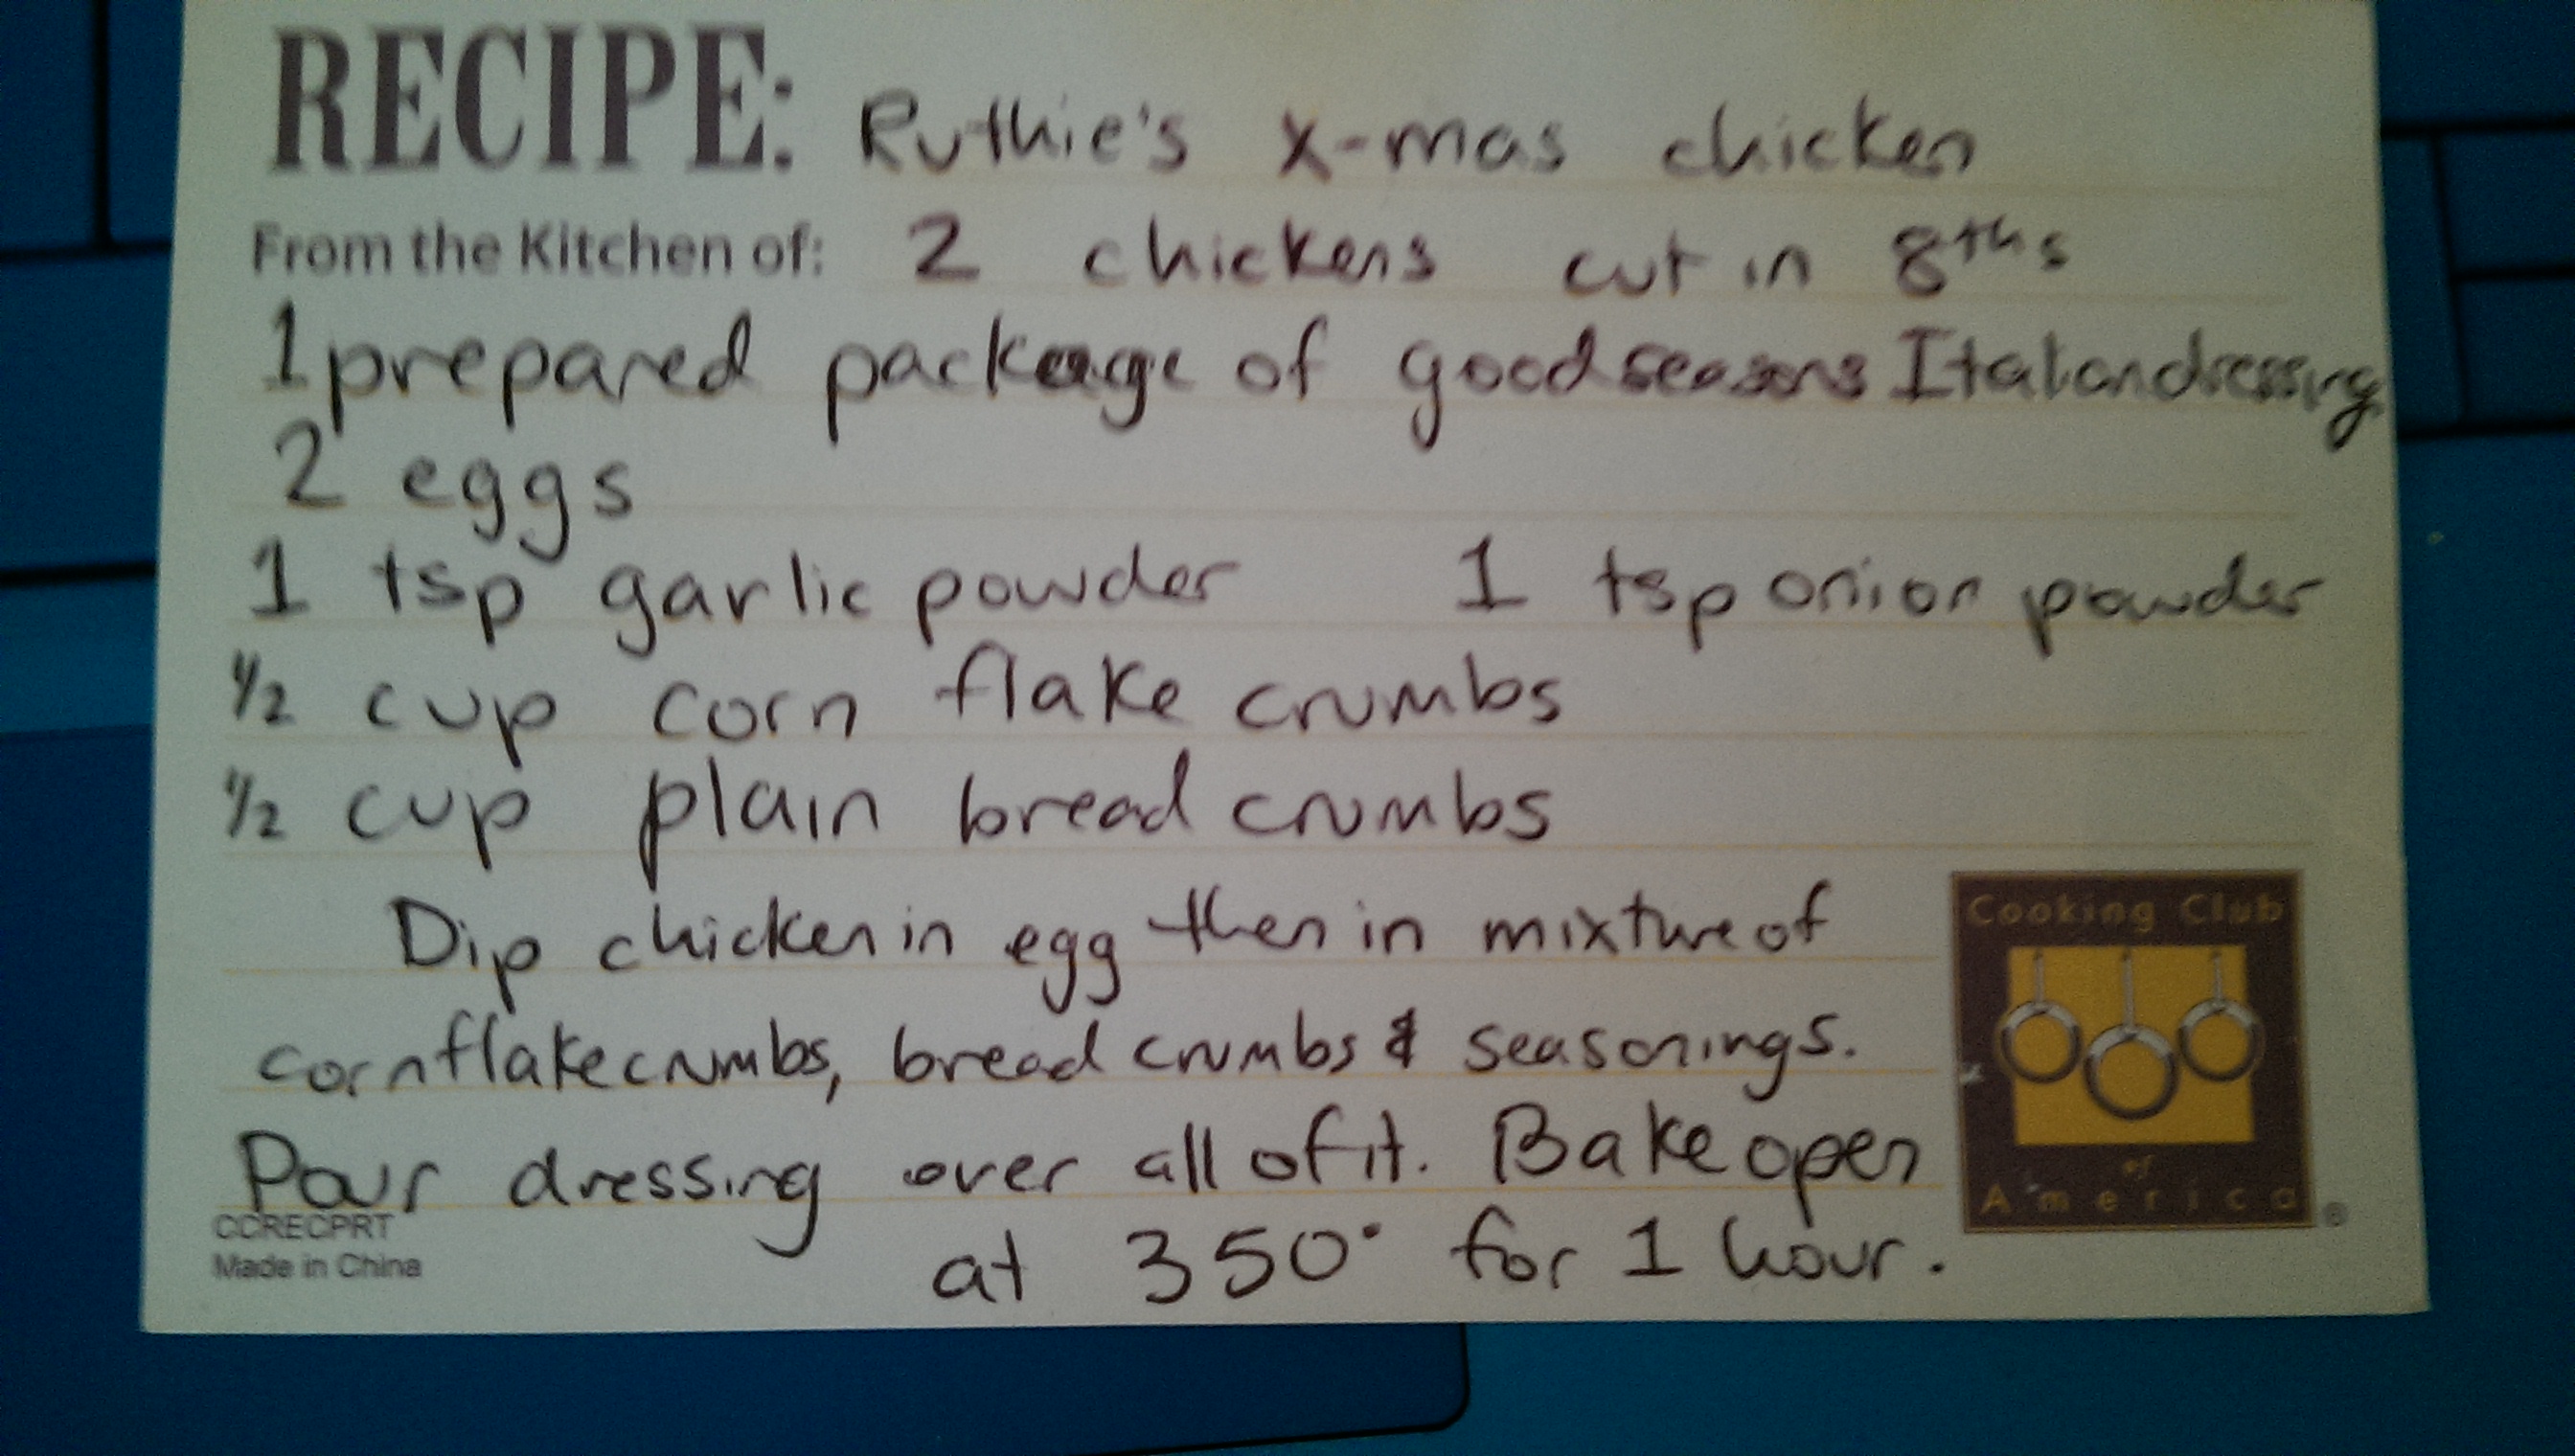 RECIPE: Ruthie's x-mas chicken
From the Kitchen of: 2 chickens cut in 8ths
1 prepared package of good seasons Italian dressing
2 eggs
1 tsp garlic powder 1 tsp onion powder
1/2 cup corn flake crumbs
1/2 cup plain bread crumbs
Dip chicken in egg then in mixture of
cornflake crumbs, bread crumbs & seasonings.
Pour dressing over all of it. Bake open
at 350° for 1 hour.
CCRECPRT
Made in China
Cooking Club
of
America
®